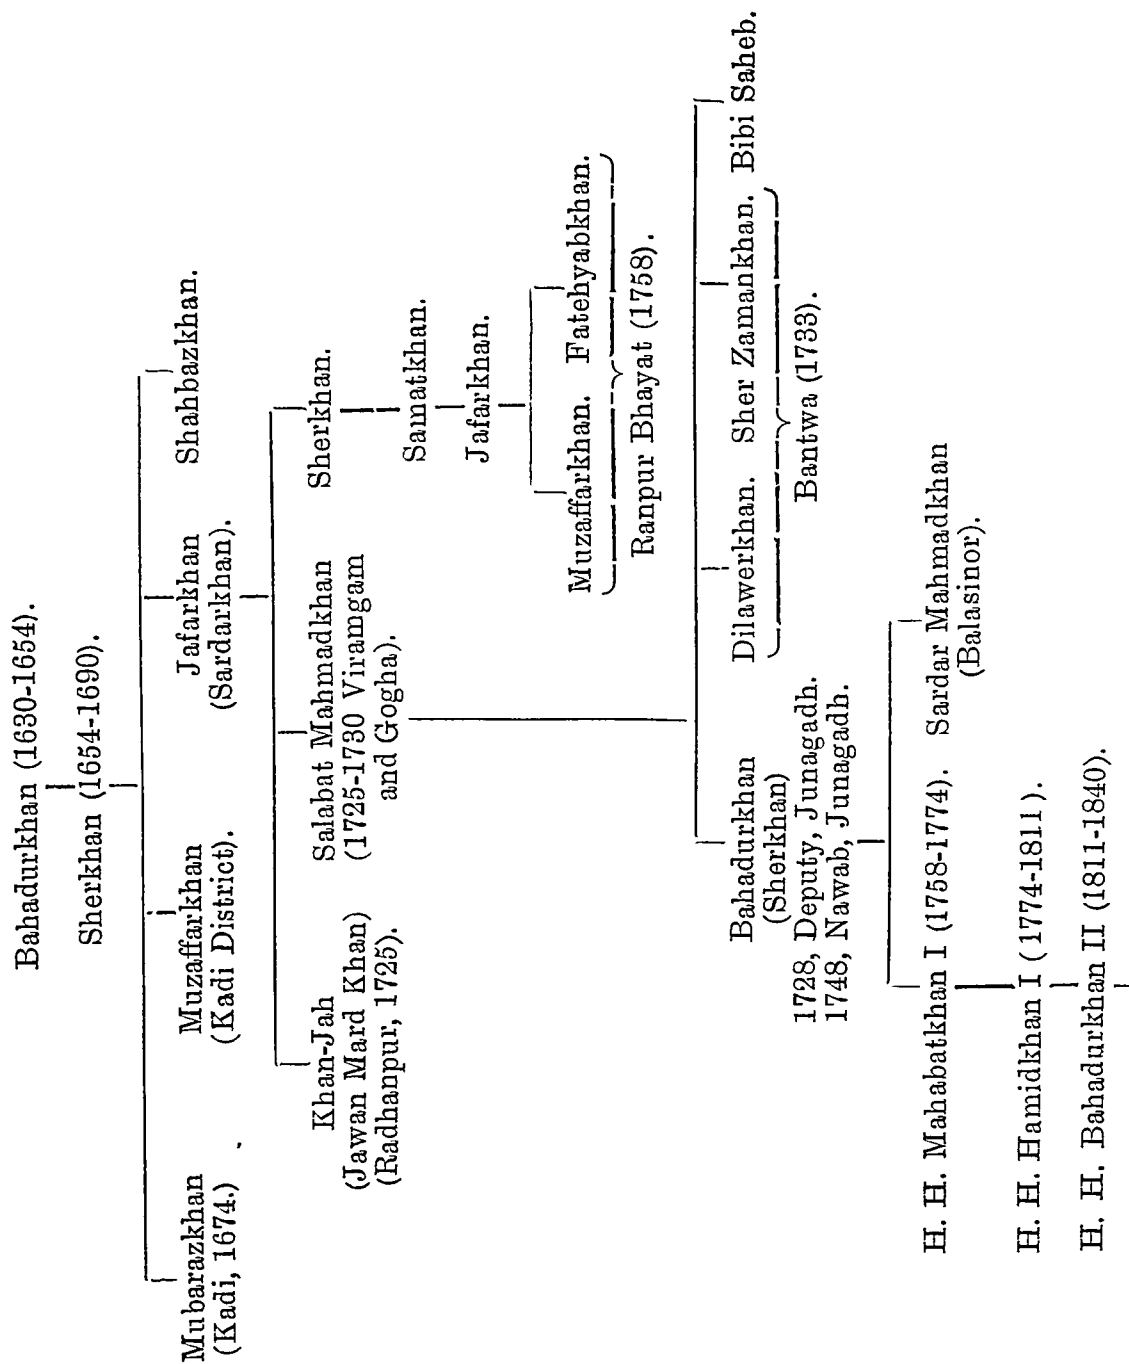 Bahadurkhan (1630-1654).
Sherkhan (1654-1690).
Mubarazkhan
(Kadi, 1674.)
Muzaffarkhan
(Kadi District).
Jafarkhan
(Sardarkhan).
Shahbazkhan.
Khan-Jah
(Jawan Mard Khan)
(Radhanpur, 1725).
Salabat Mahmadkhan
(1725-1730 Viramgam
and Gogha).
Sherkhan.
Samatkhan.
Jafarkhan.
Muzaffarkhan. Fatehyabkhan.
Ranpur Bhayat (1758).
Bahadurkhan
(Sherkhan)
1728, Deputy, Junagadh.
1748, Nawab, Junagadh.
Dilawerkhan. Sher Zamankhan. Bibi Saheb.
Bantwa (1733).
H. H. Mahabatkhan I (1758-1774). Sardar Mahmadkhan
(Balasinor).
H. H. Hamidkhan I (1774-1811).
H. H. Bahadurkhan II (1811-1840).